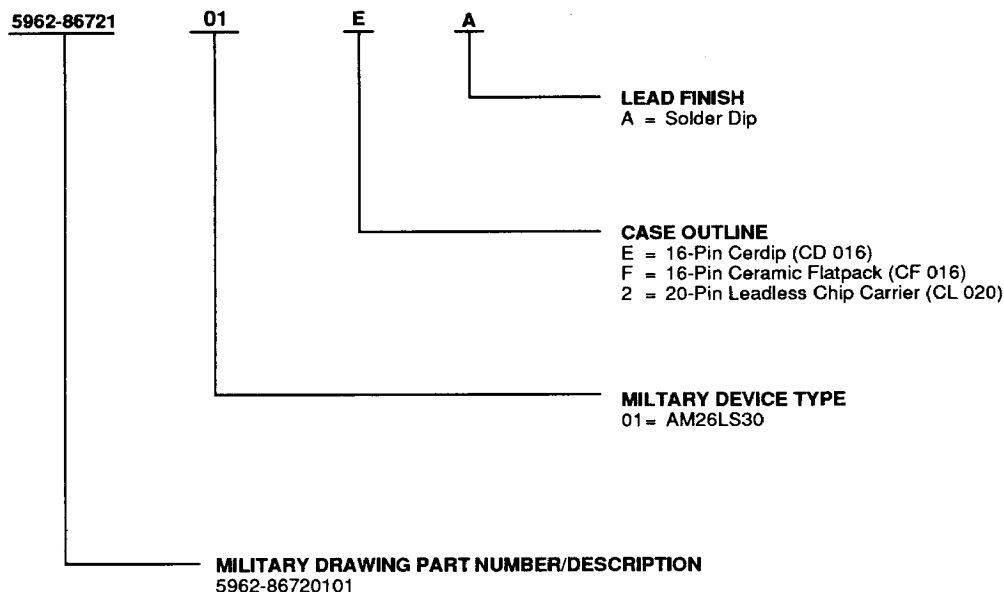 5962-86721 01 E A
LEAD FINISH
A = Solder Dip
CASE OUTLINE
E = 16-Pin Cerdip (CD 016)
F = 16-Pin Ceramic Flatpack (CF 016)
2 = 20-Pin Leadless Chip Carrier (CL 020)
MILTARY DEVICE TYPE
01 = AM26LS30
MILITARY DRAWING PART NUMBER/DESCRIPTION
5962-86720101